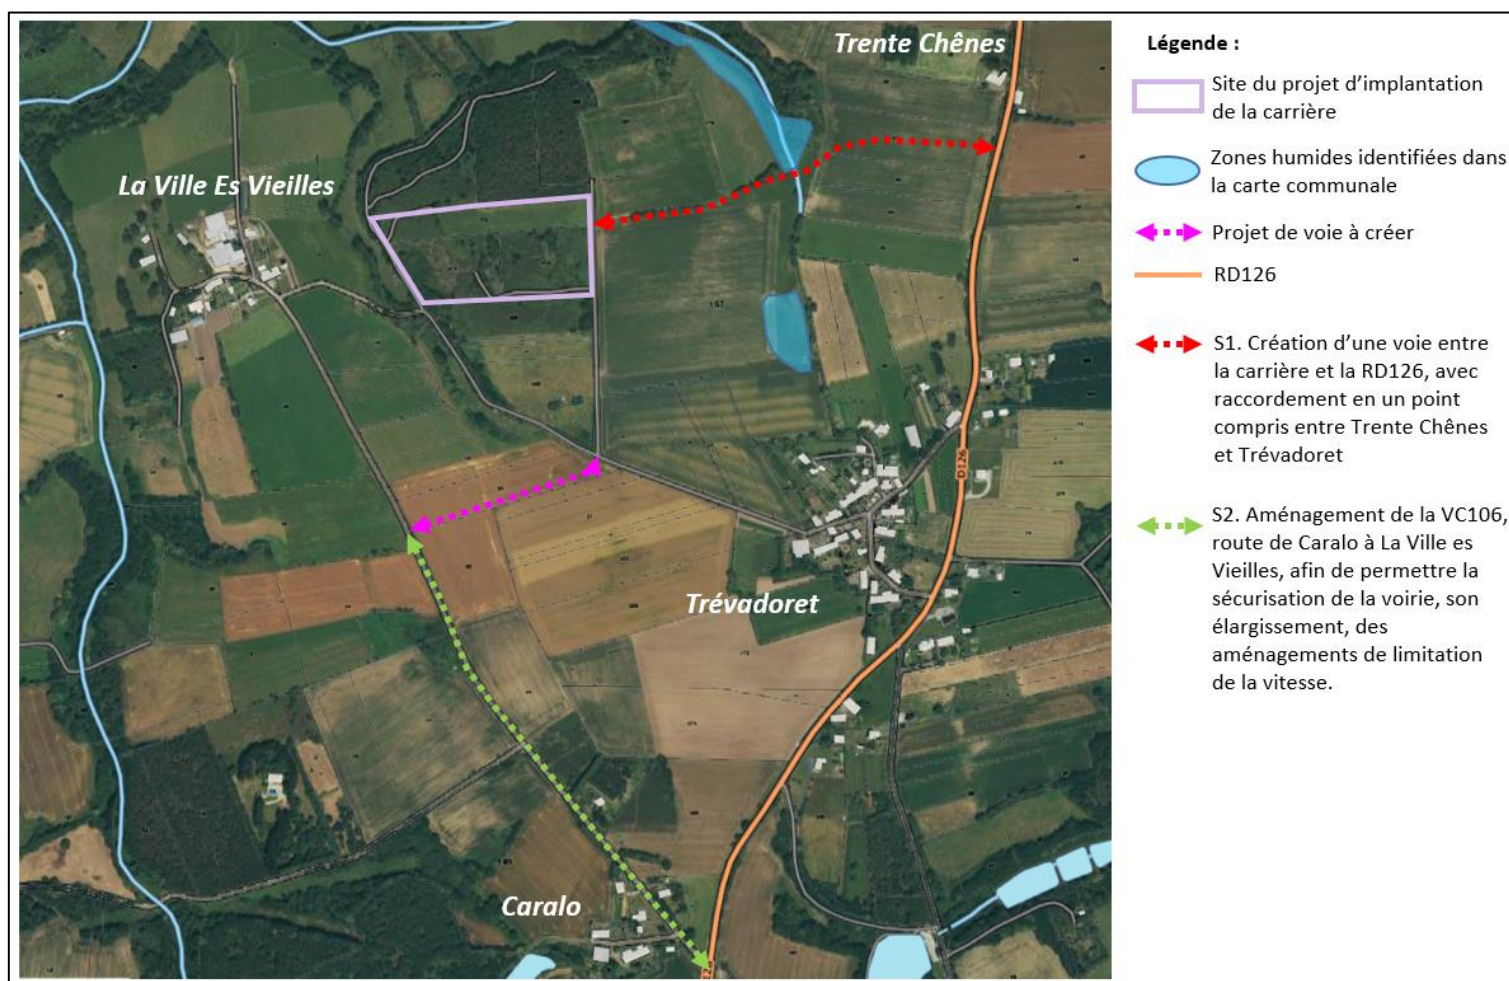 Trente Chênes
La Ville Es Vieilles
D126
Trévadoret
Caralo
Légende :
Site du projet d’implantation
de la carrière
Zones humides identifiées dans
la carte communale
Projet de voie à créer
RD126
S1. Création d’une voie entre
la carrière et la RD126, avec
raccordement en un point
compris entre Trente Chênes
et Trévadoret
S2. Aménagement de la VC106,
route de Caralo à La Ville es
Vieilles, afin de permettre la
sécurisation de la voirie, son
élargissement, des
aménagements de limitation
de la vitesse.